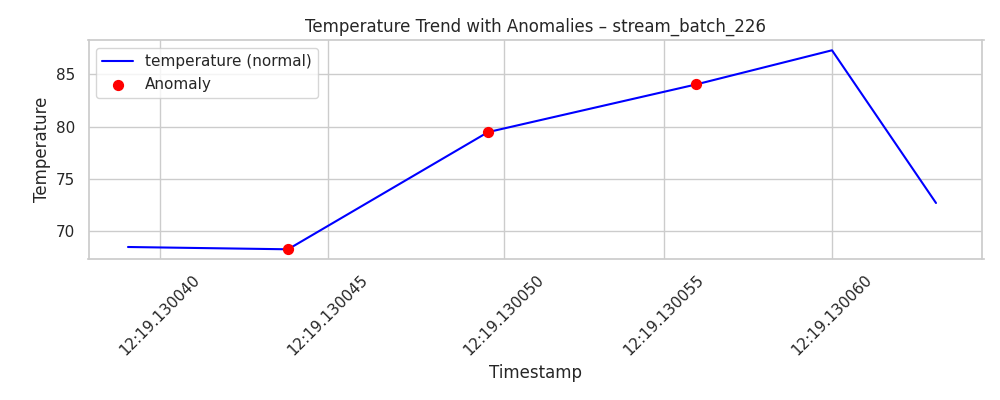 Temperature Trend with Anomalies – stream_batch_226
temperature (normal)
Anomaly
Temperature
85
80
75
70
12:19.130040
12:19.130045
12:19.130050
12:19.130055
12:19.130060
Timestamp